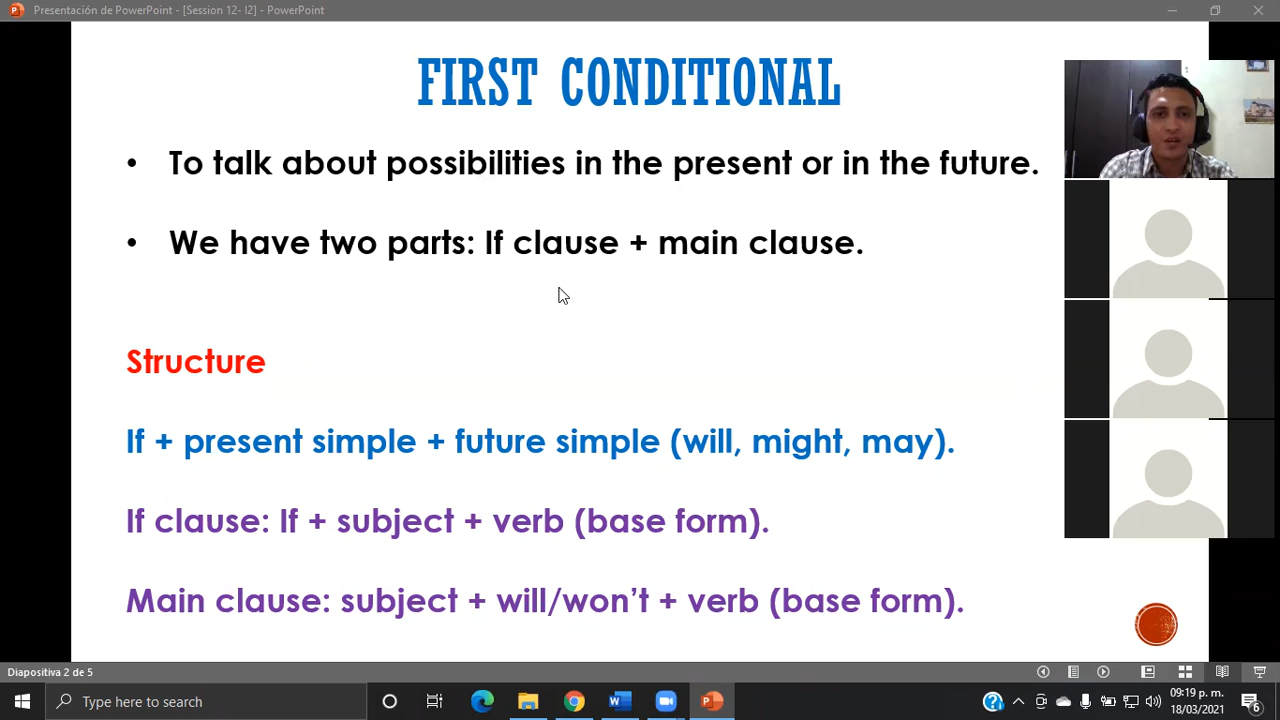 Presentación de PowerPoint - [Session 12- I2] - PowerPoint
FIRST CONDITIONAL
• To talk about possibilities in the present or in the future.
• We have two parts: If clause + main clause.
Structure
If + present simple + future simple (will, might, may).
If clause: If + subject + verb (base form).
Main clause: subject + will/won't + verb (base form).
Diapositiva 2 de 5
Type here to search
09:19 p. m.
18/03/2021
6